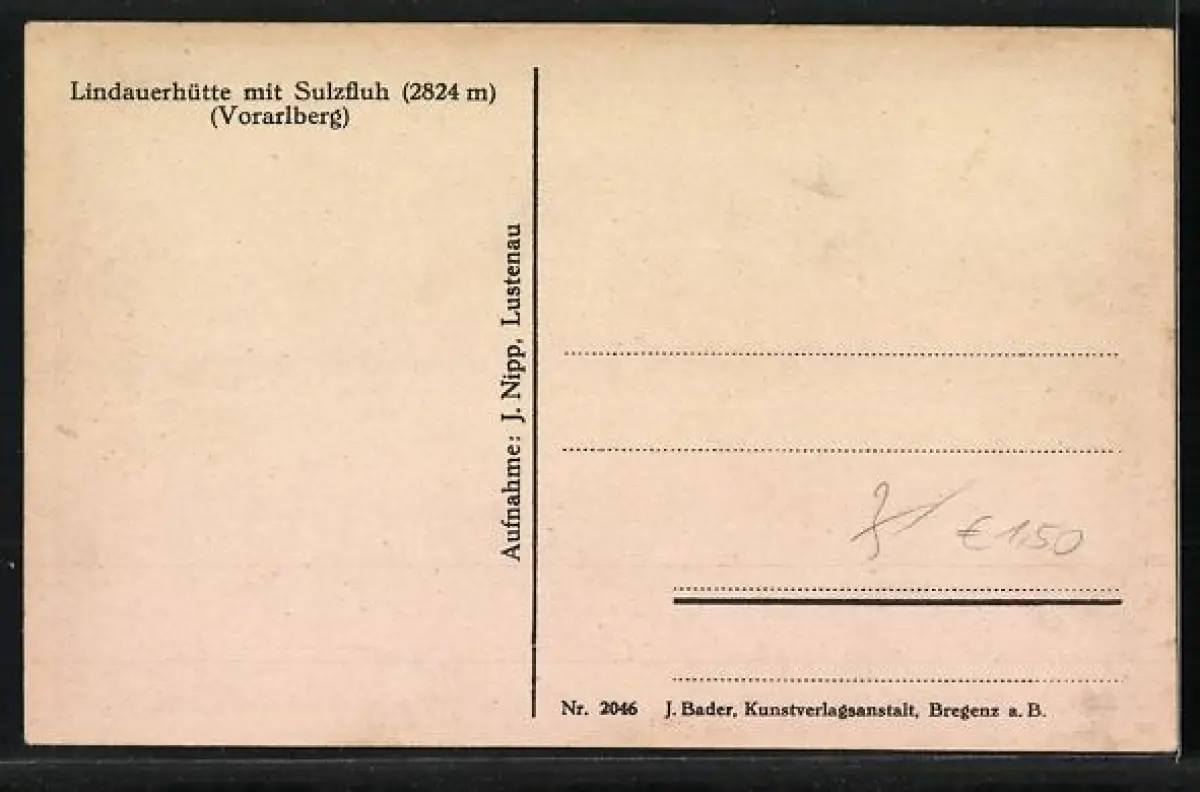 Lindauerhütte mit Sulzfluh (2824 m)
(Vorarlberg)
Aufnahme: J. Nipp, Lustenau
€ 1,50
Nr. 2046 J. Bader, Kunstverlagsanstalt, Bregenz a. B.